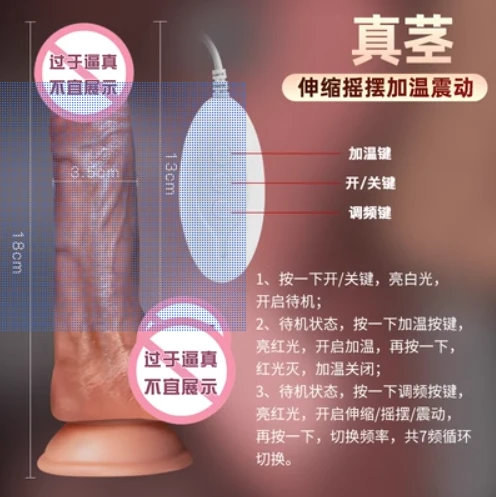 真茎
伸缩摇摆加温震动
过于逼真
不宜展示
3.5cm
13cm
18cm
加温键
开/关键
调频键
1、按一下开/关键，亮白光，
开启待机；
2、待机状态，按一下加温按键，
亮红光，开启加温，再按一下，
红光灭，加温关闭；
3、待机状态，按一下调频按键，
亮红光，开启伸缩/摇摆/震动，
再按一下，切换频率，共7频循环
切换。
过于逼真
不宜展示